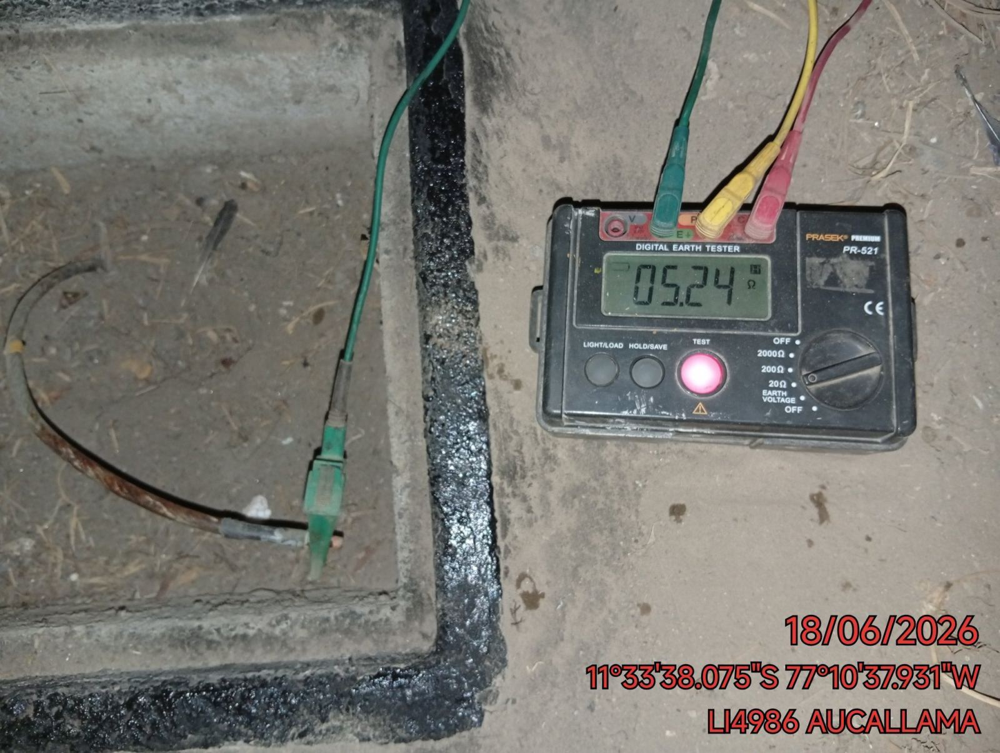 V
P
C
E
DIGITAL EARTH TESTER
PRASEK® PREMIUM
PR-521
05.24
H
Ω
CE
LIGHT/LOAD HOLD/SAVE TEST
OFF
2000Ω
200Ω
20Ω
EARTH
VOLTAGE
OFF
18/06/2026
11°33'38.075"S 77°10'37.931"W
LI4986 AUCALLAMA